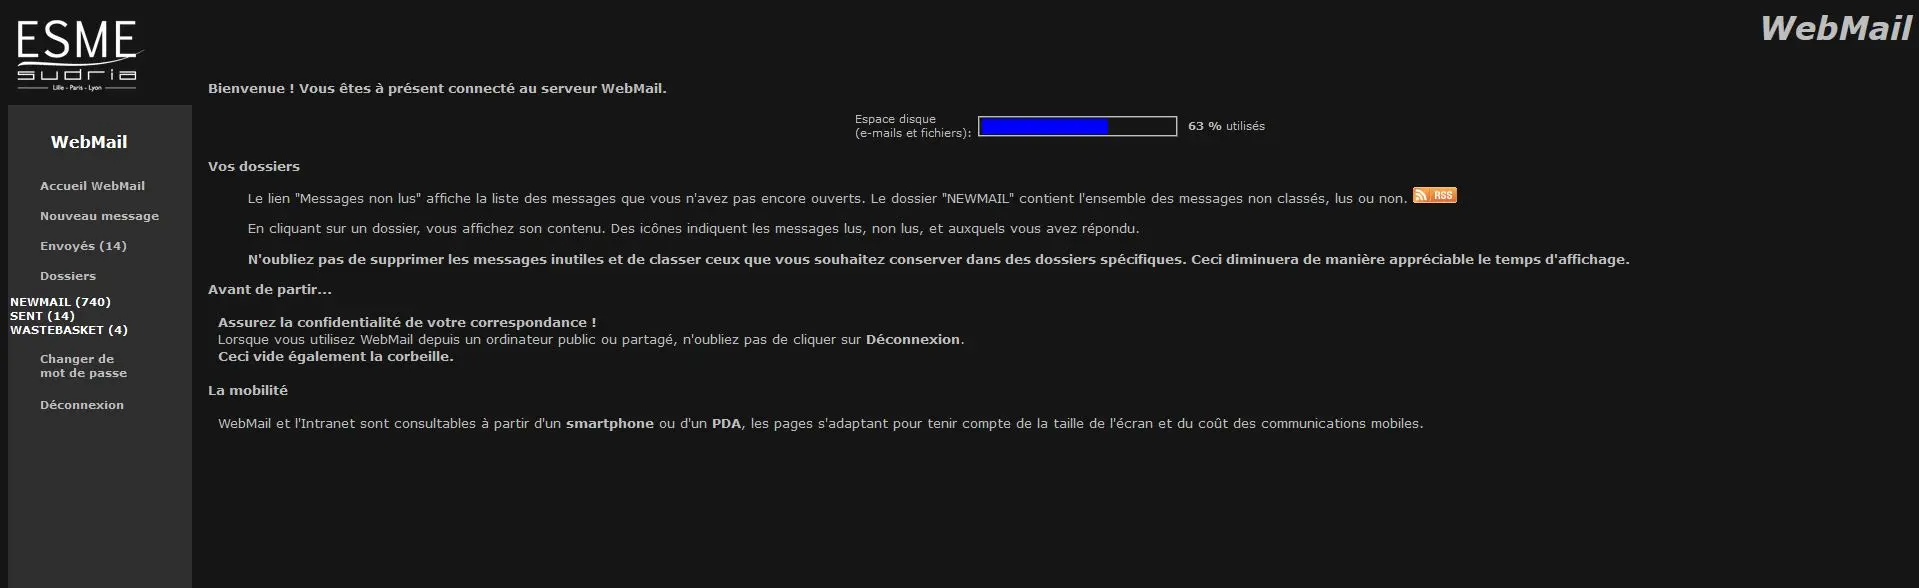 ESME
sudria
Lille - Paris - Lyon
WebMail
WebMail
Accueil WebMail
Nouveau message
Envoyés (14)
Dossiers
NEWMAIL (740)
SENT (14)
WASTEBASKET (4)
Changer de
mot de passe
Déconnexion
Bienvenue ! Vous êtes à présent connecté au serveur WebMail.
Espace disque
(e-mails et fichiers):
63 % utilisés
Vos dossiers
Le lien "Messages non lus" affiche la liste des messages que vous n'avez pas encore ouverts. Le dossier "NEWMAIL" contient l'ensemble des messages non classés, lus ou non. RSS
En cliquant sur un dossier, vous affichez son contenu. Des icônes indiquent les messages lus, non lus, et auxquels vous avez répondu.
N'oubliez pas de supprimer les messages inutiles et de classer ceux que vous souhaitez conserver dans des dossiers spécifiques. Ceci diminuera de manière appréciable le temps d'affichage.
Avant de partir...
Assurez la confidentialité de votre correspondance !
Lorsque vous utilisez WebMail depuis un ordinateur public ou partagé, n'oubliez pas de cliquer sur Déconnexion.
Ceci vide également la corbeille.
La mobilité
WebMail et l'Intranet sont consultables à partir d'un smartphone ou d'un PDA, les pages s'adaptant pour tenir compte de la taille de l'écran et du coût des communications mobiles.